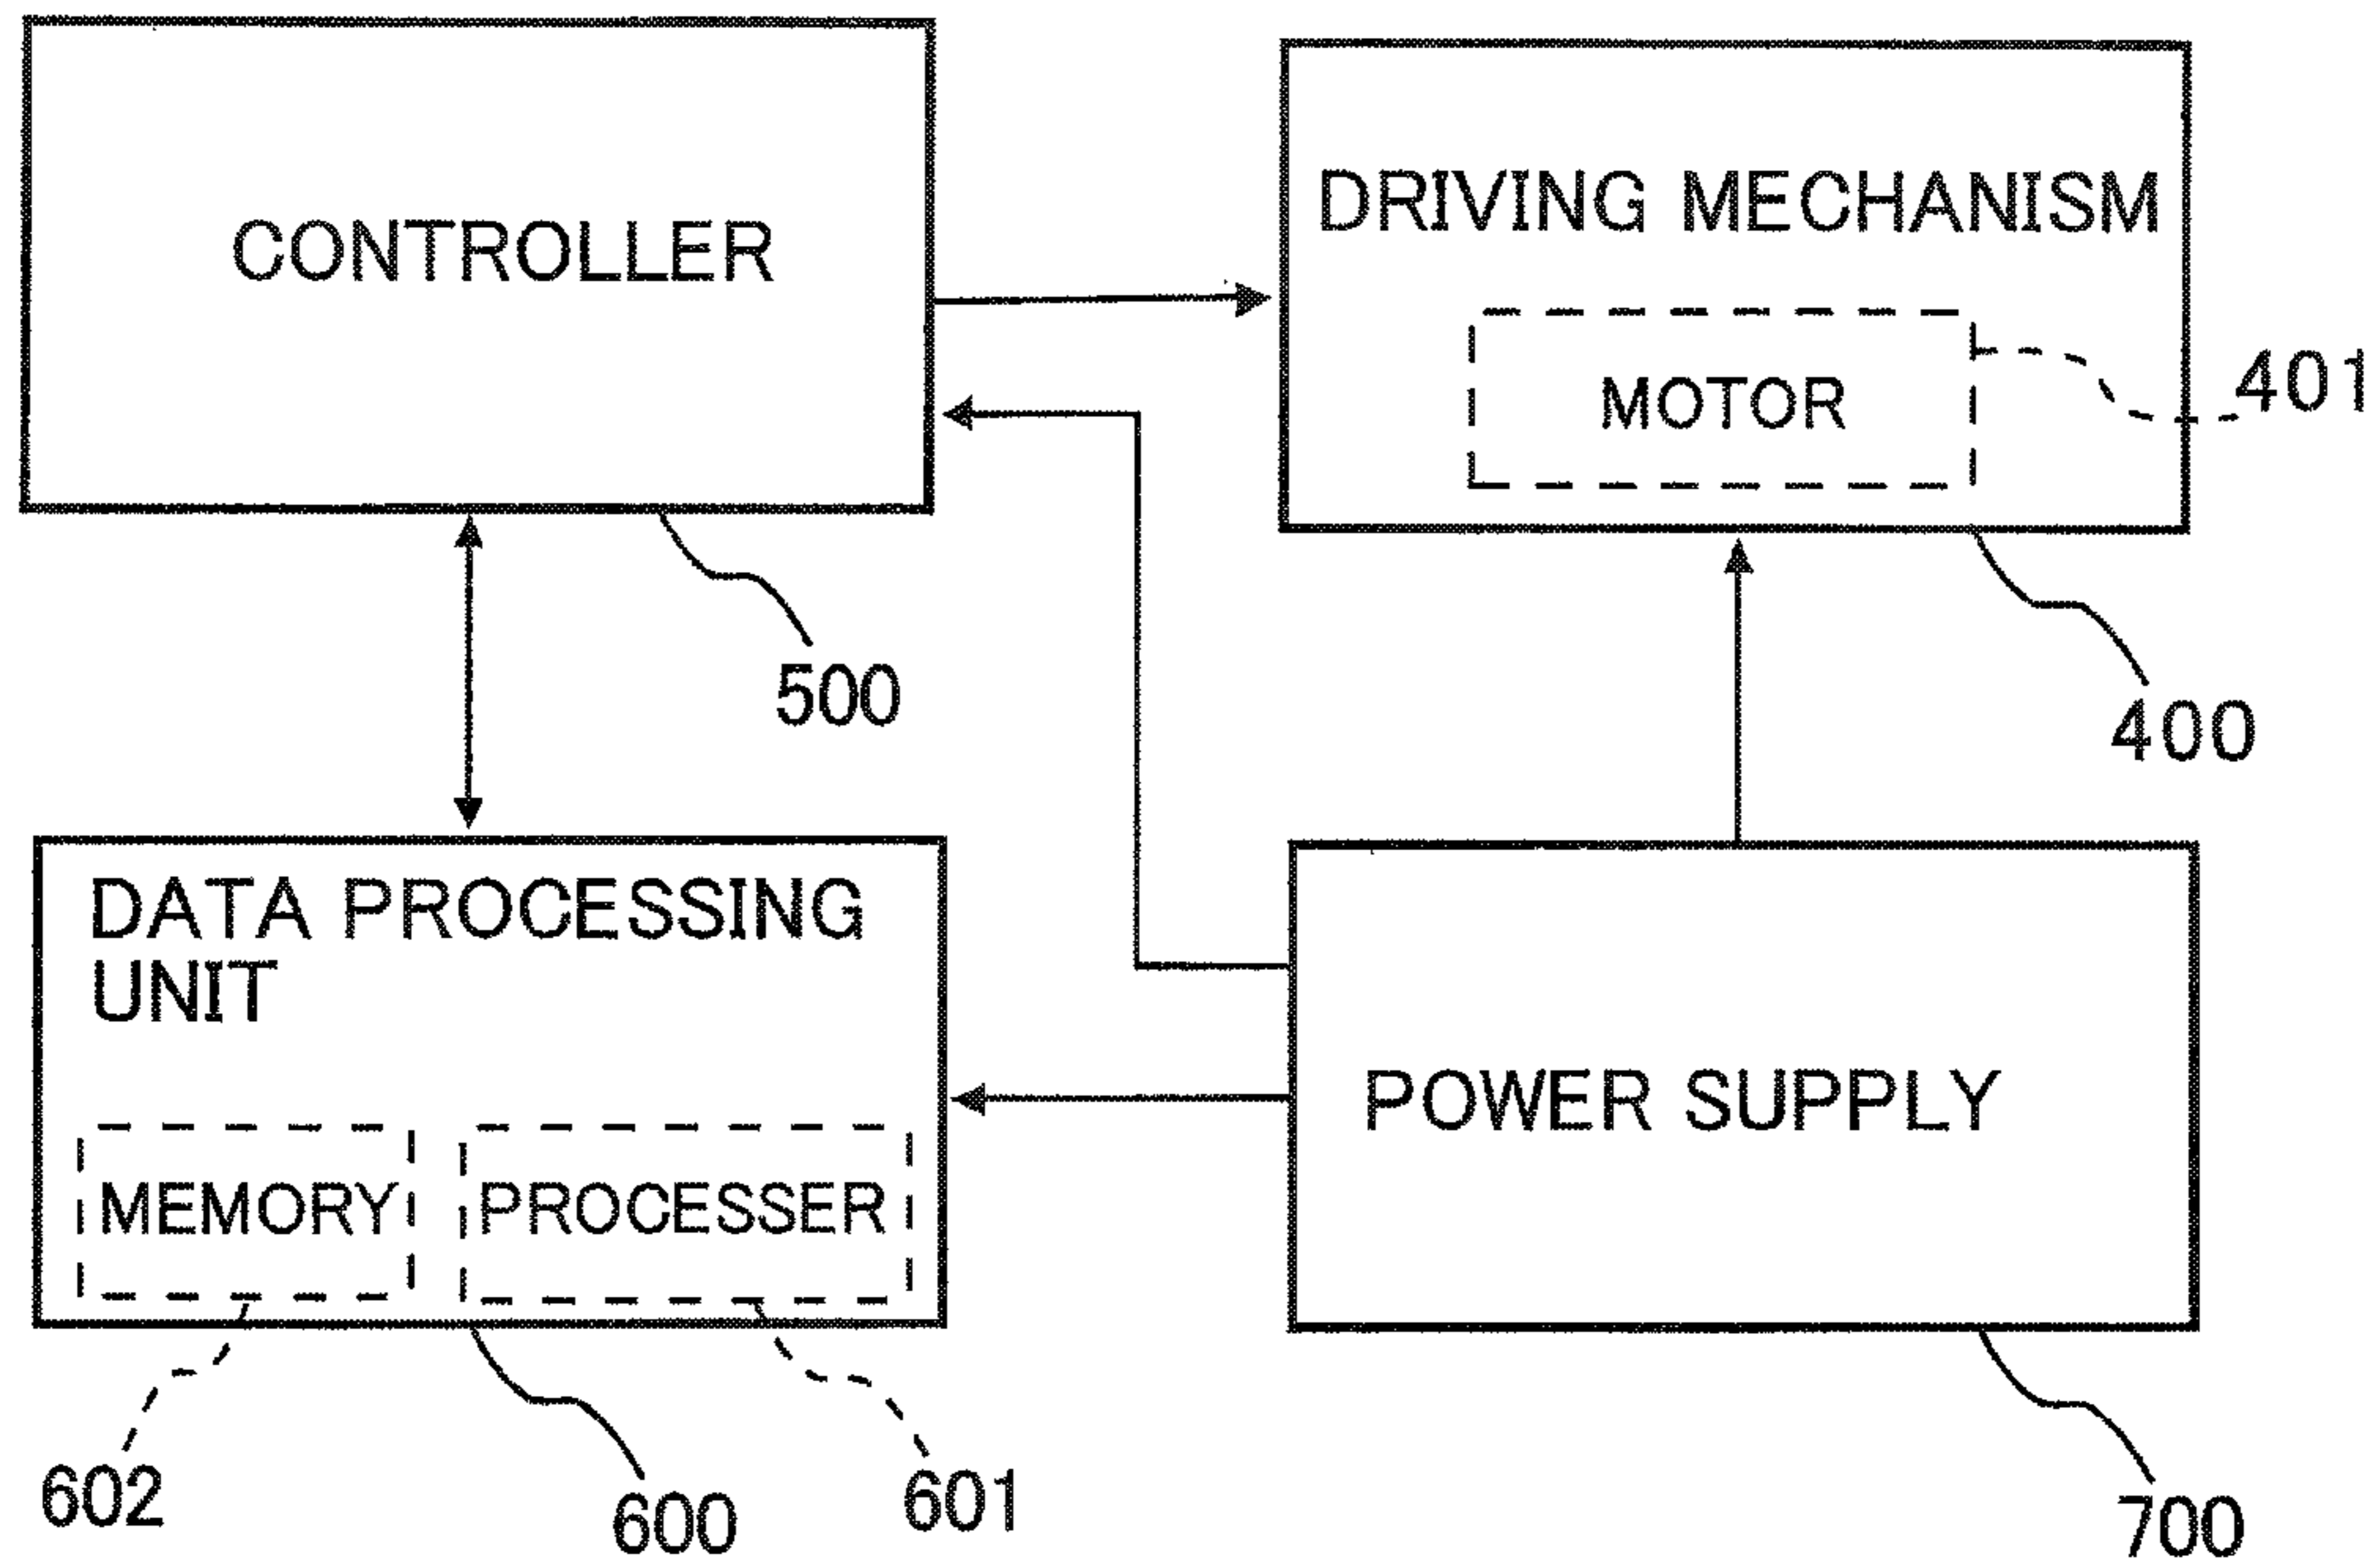 CONTROLLER
DRIVING MECHANISM
MOTOR
401
500
400
DATA PROCESSING
UNIT
MEMORY
PROCESSER
POWER SUPPLY
602
600
601
700